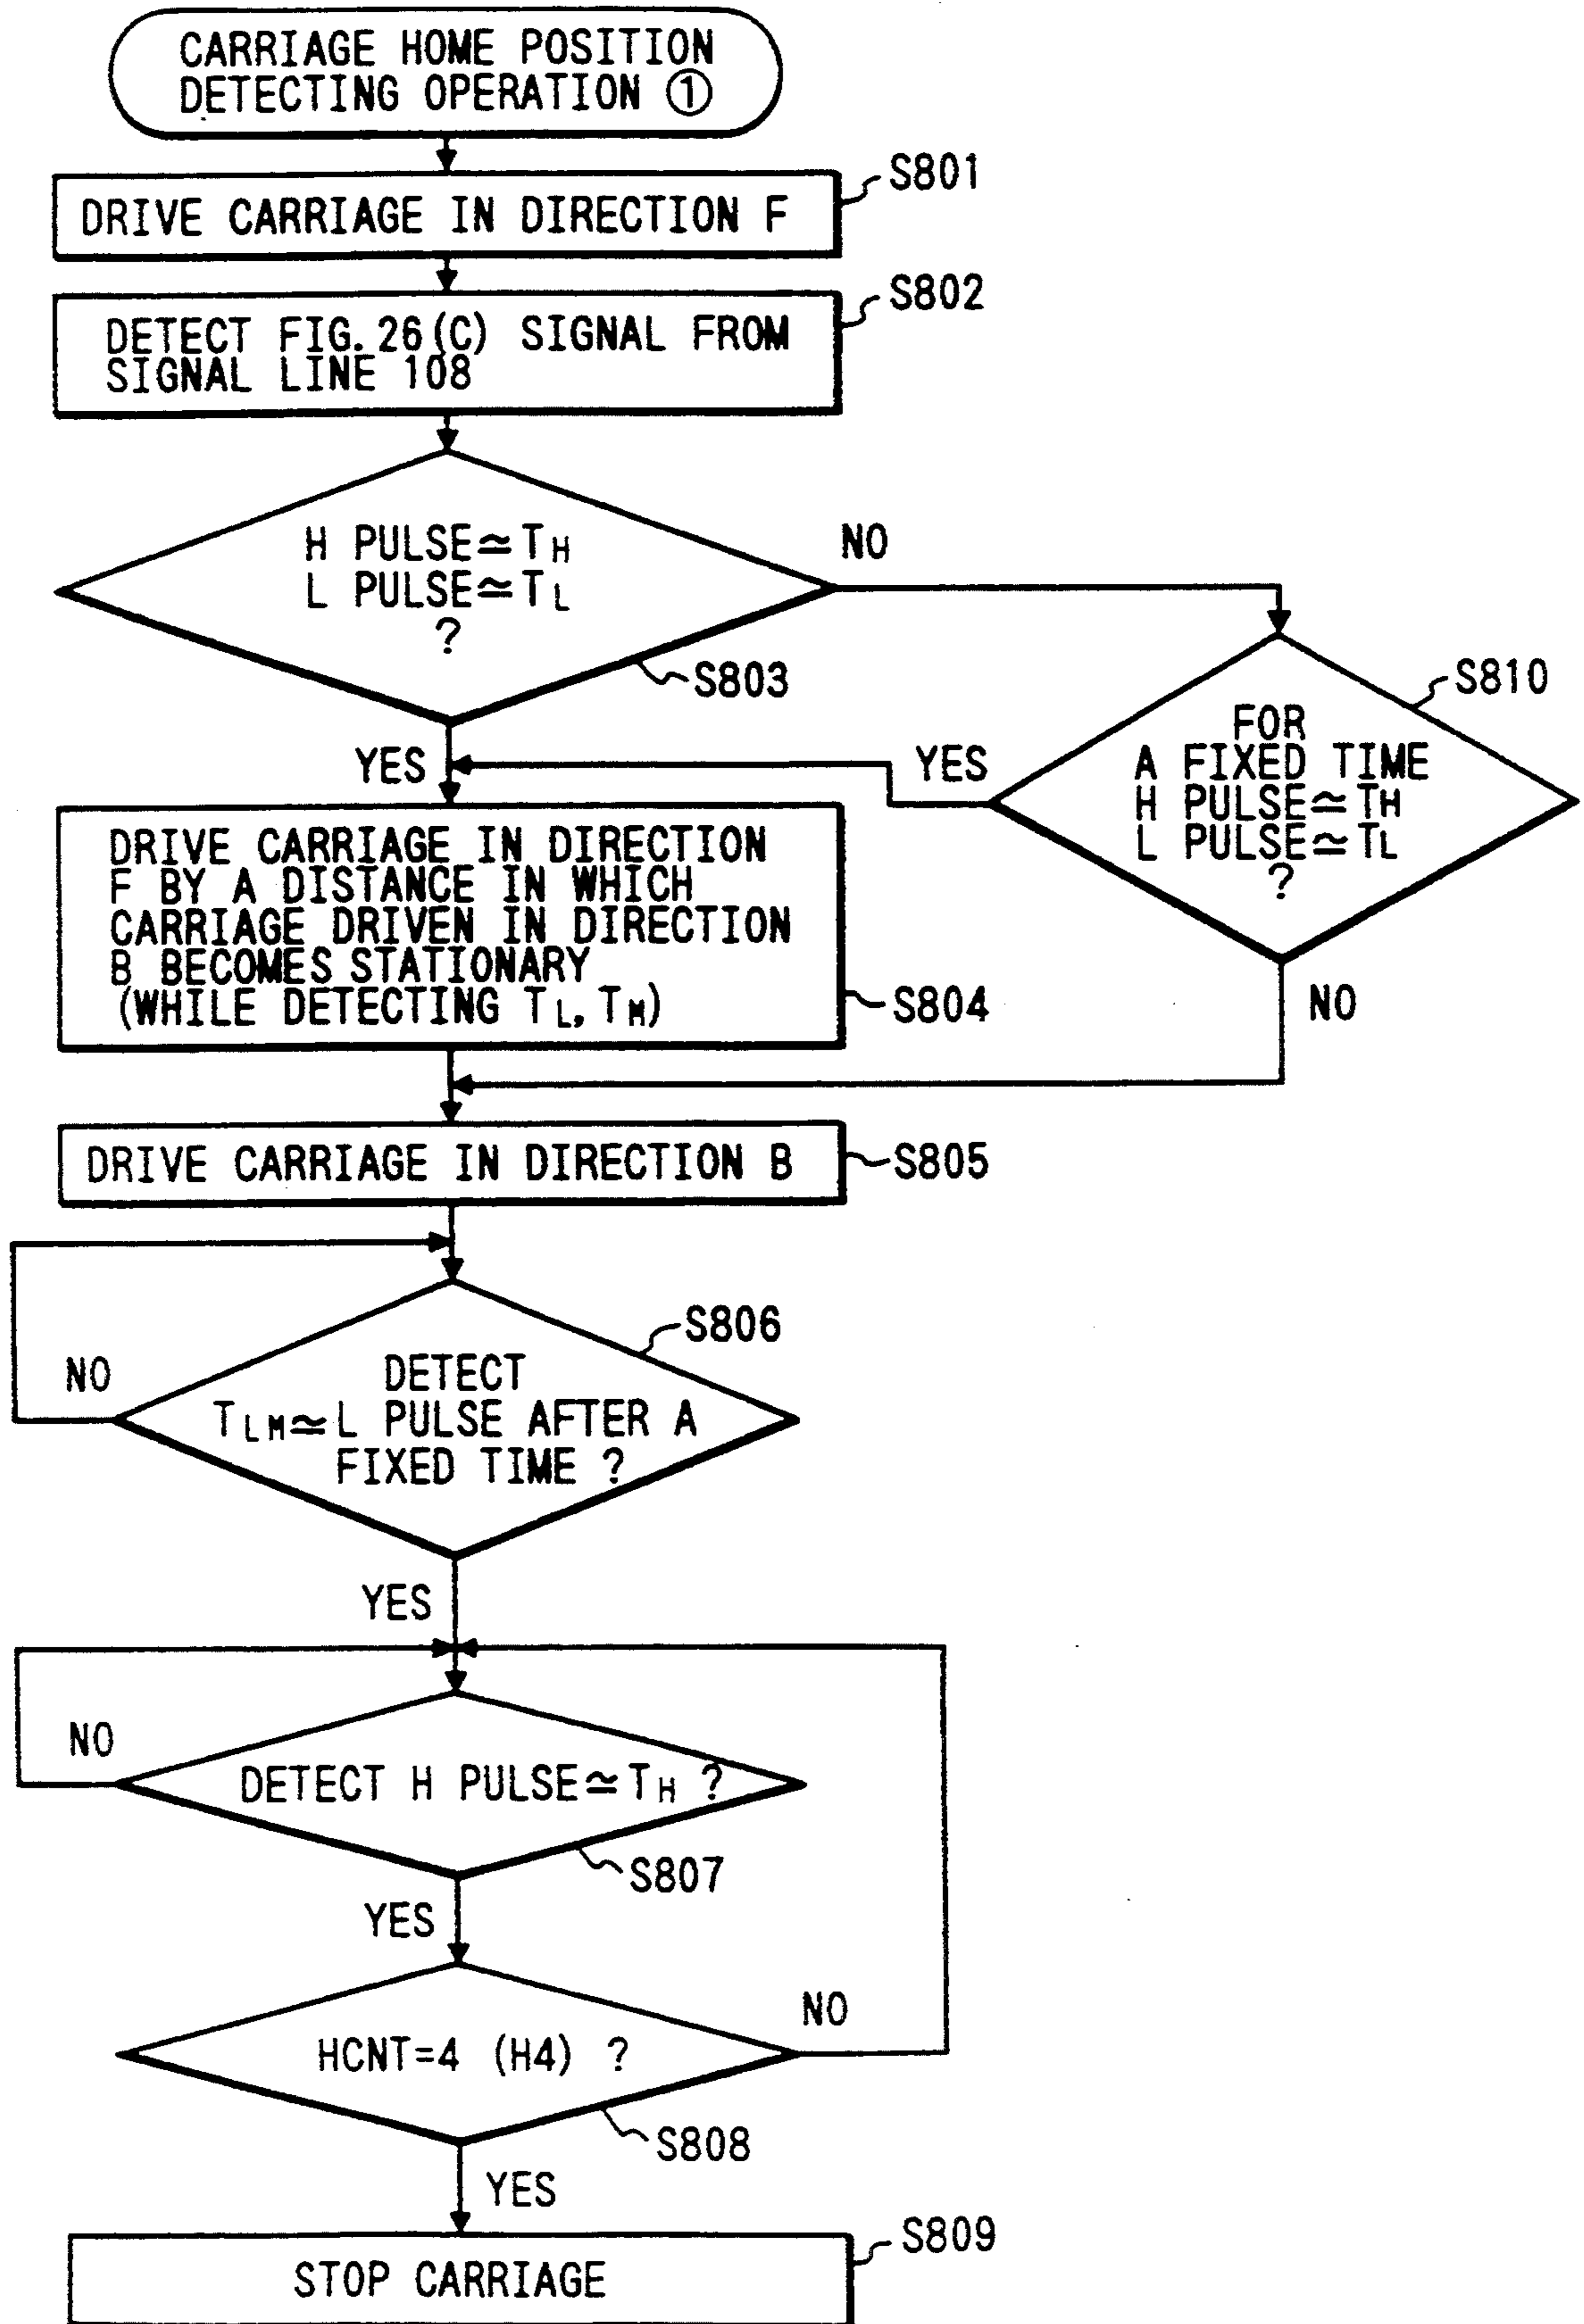 CARRIAGE HOME POSITION
DETECTING OPERATION ①
S801
DRIVE CARRIAGE IN DIRECTION F
S802
DETECT FIG. 26(C) SIGNAL FROM
SIGNAL LINE 108
H PULSE≃TH
L PULSE≃TL
?
NO
S803
S810
FOR
A FIXED TIME
H PULSE≃TH
L PULSE≃TL
?
YES
YES
NO
DRIVE CARRIAGE IN DIRECTION
F BY A DISTANCE IN WHICH
CARRIAGE DRIVEN IN DIRECTION
B BECOMES STATIONARY
(WHILE DETECTING TL, TM)
S804
DRIVE CARRIAGE IN DIRECTION B
S805
S806
NO
DETECT
TLM≃L PULSE AFTER A
FIXED TIME ?
YES
NO
DETECT H PULSE≃TH ?
S807
YES
NO
HCNT=4 (H4) ?
S808
YES
S809
STOP CARRIAGE